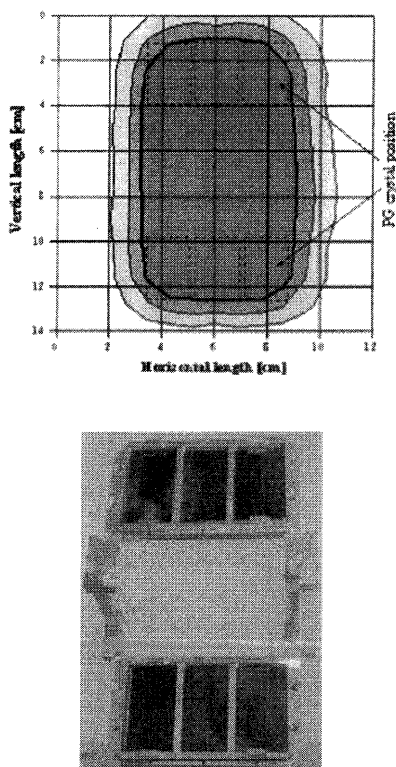 0 2 4 6 8 10 12 14
Vertical length [cm]
PG crystal position
0 2 4 6 8 10 12
Horizontal length [cm]